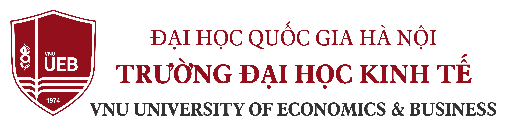 VNU
UEB
1974
ĐẠI HỌC QUỐC GIA HÀ NỘI
TRƯỜNG ĐẠI HỌC KINH TẾ
VNU UNIVERSITY OF ECONOMICS & BUSINESS